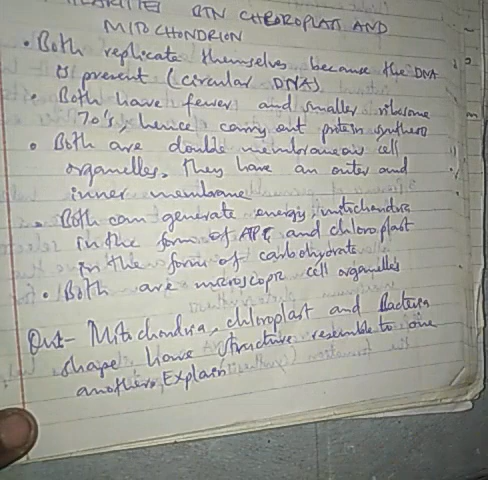 BTN CHLOROPLAST AND
MITOCHONDRION
• Both replicate themselves because the DNA
is present (circular DNA)
• Both have fewer and smaller ribosome
70's, hence carry out protein synthesis
• Both are double membraneous cell
organelles, They have an outer and
inner membrane
• Both can generate energy, mitochondria
in the form of ATP, and chloroplast
in the form of carbohydrate
• Both are microscopic cell organelles
Qut- Mitochondria, chloroplast and Bacteria
shape have structure resemble to one
anothers Explain